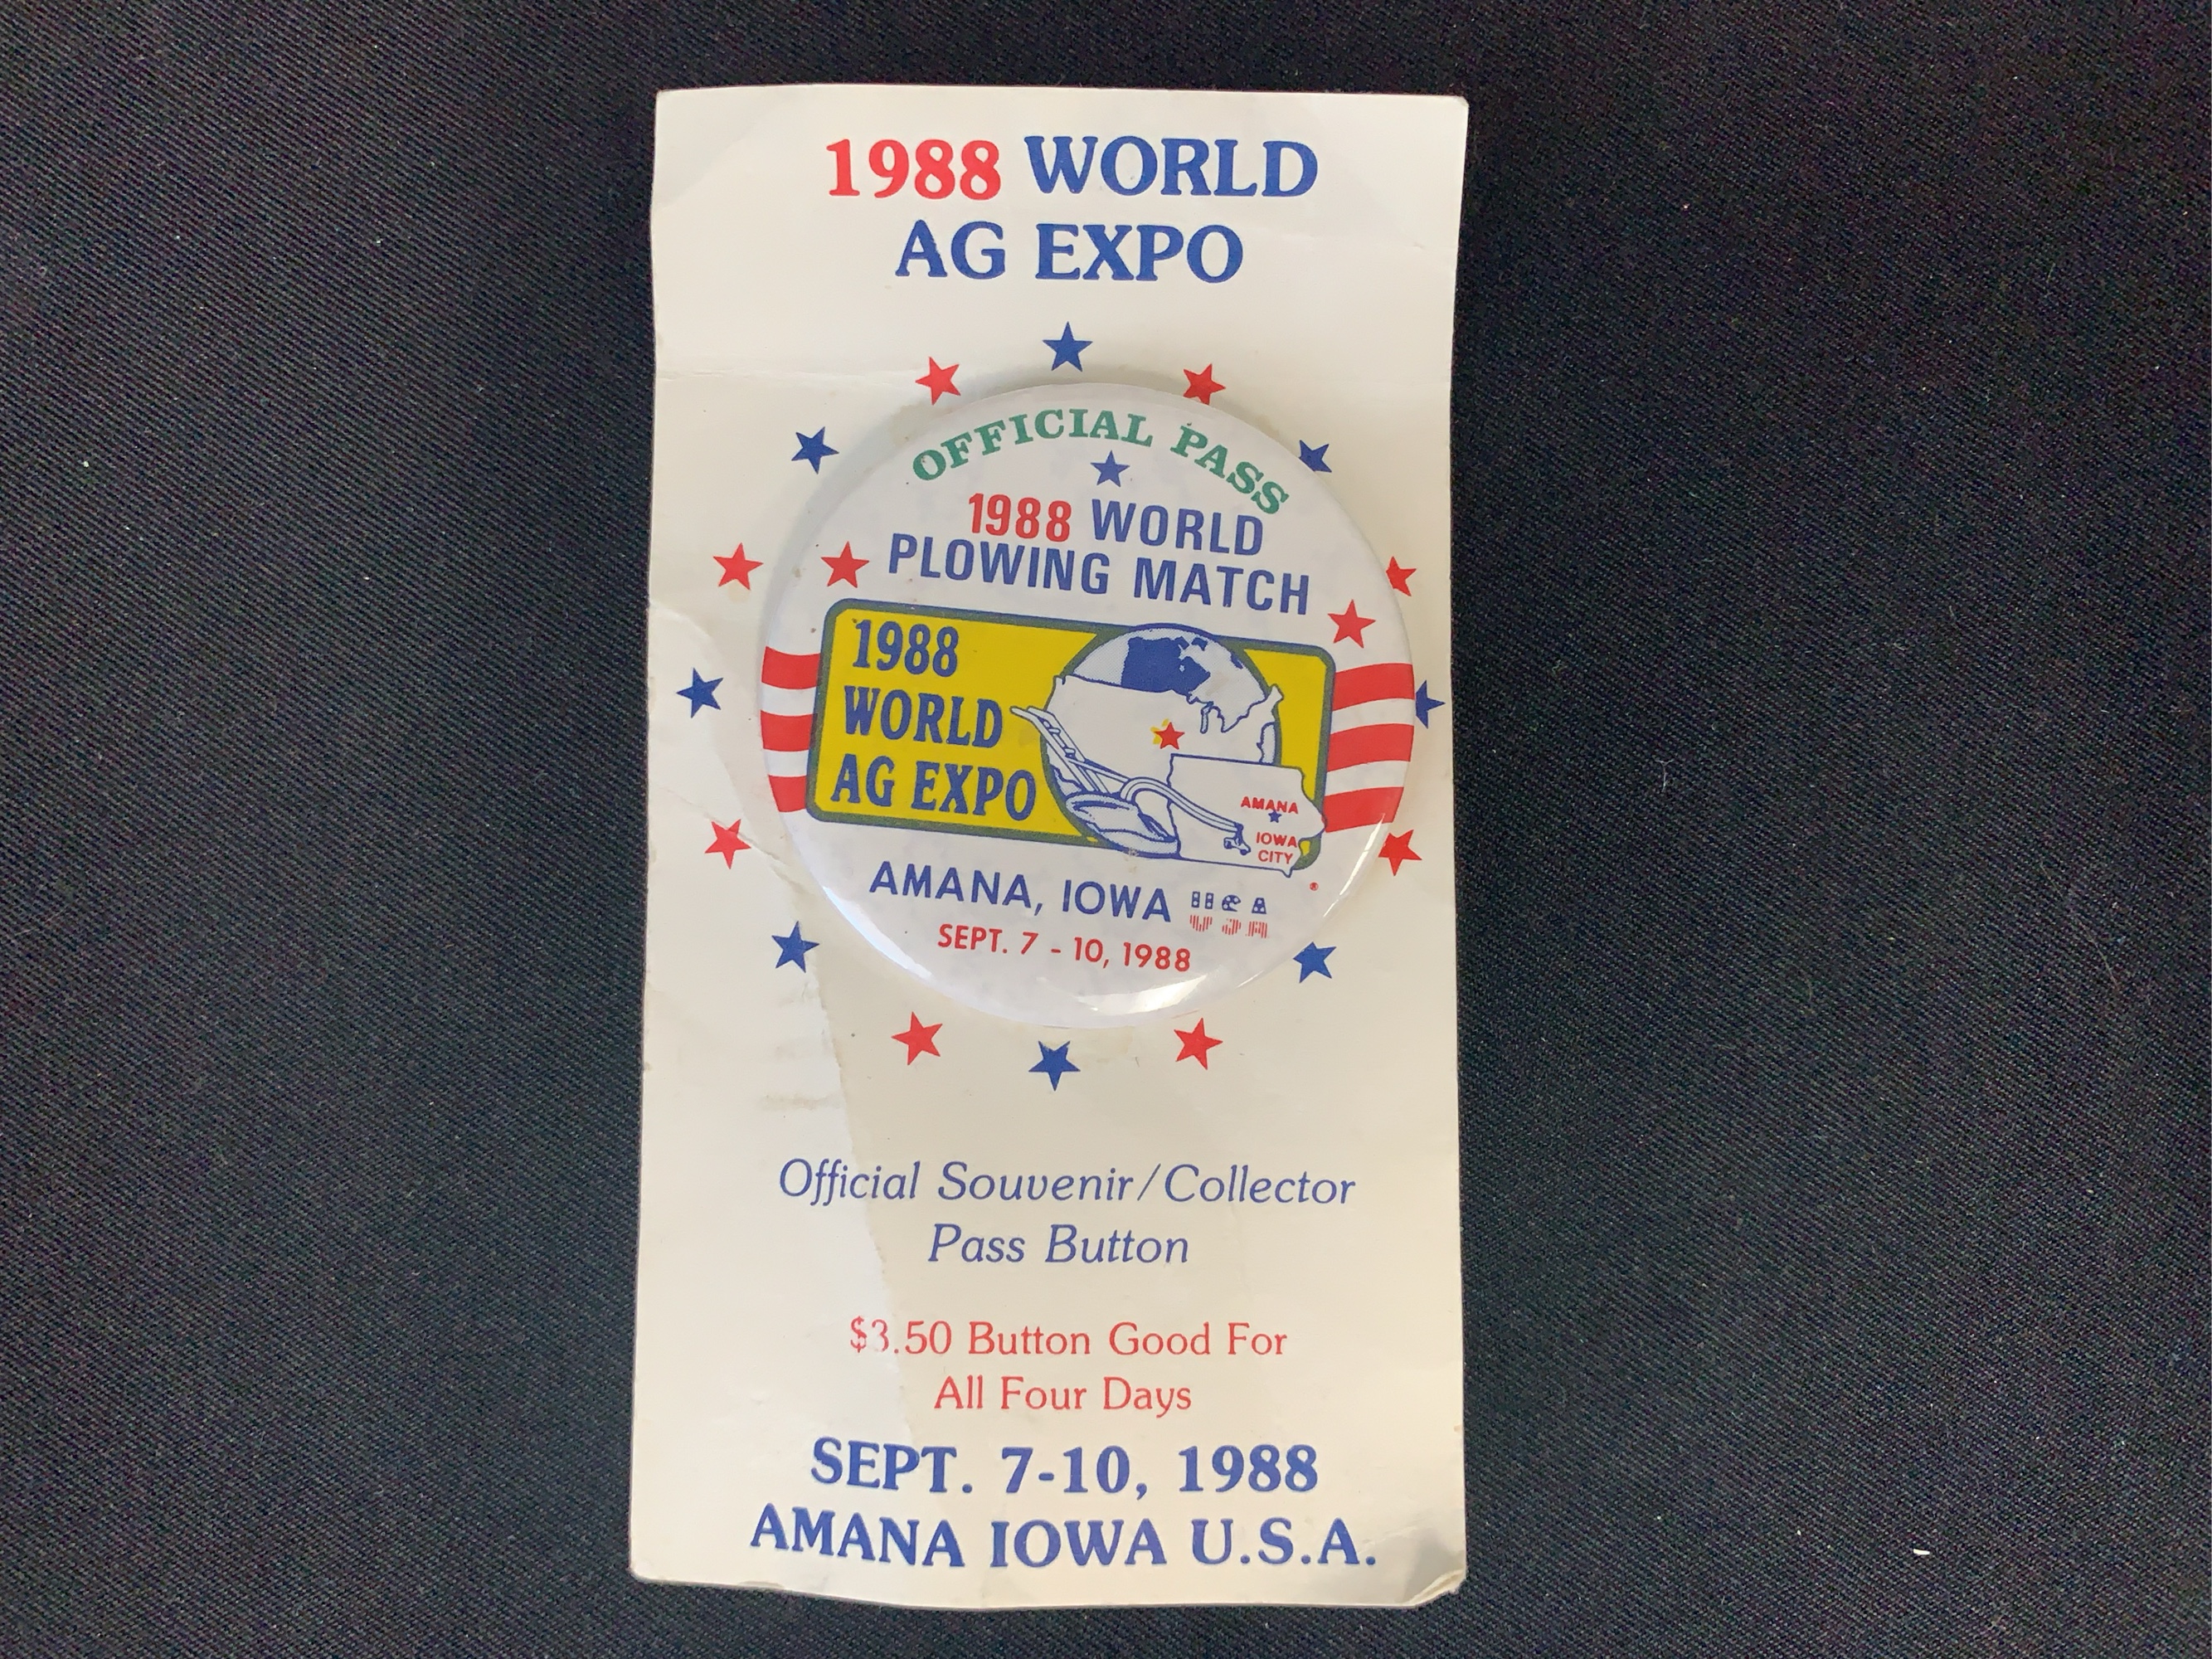 1988 WORLD
AG EXPO
OFFICIAL PASS
1988 WORLD
PLOWING MATCH
1988
WORLD
AG EXPO
AMANA
IOWA
CITY
AMANA, IOWA USA
SEPT. 7 - 10, 1988
Official Souvenir/Collector
Pass Button
$3.50 Button Good For
All Four Days
SEPT. 7-10, 1988
AMANA IOWA U.S.A.